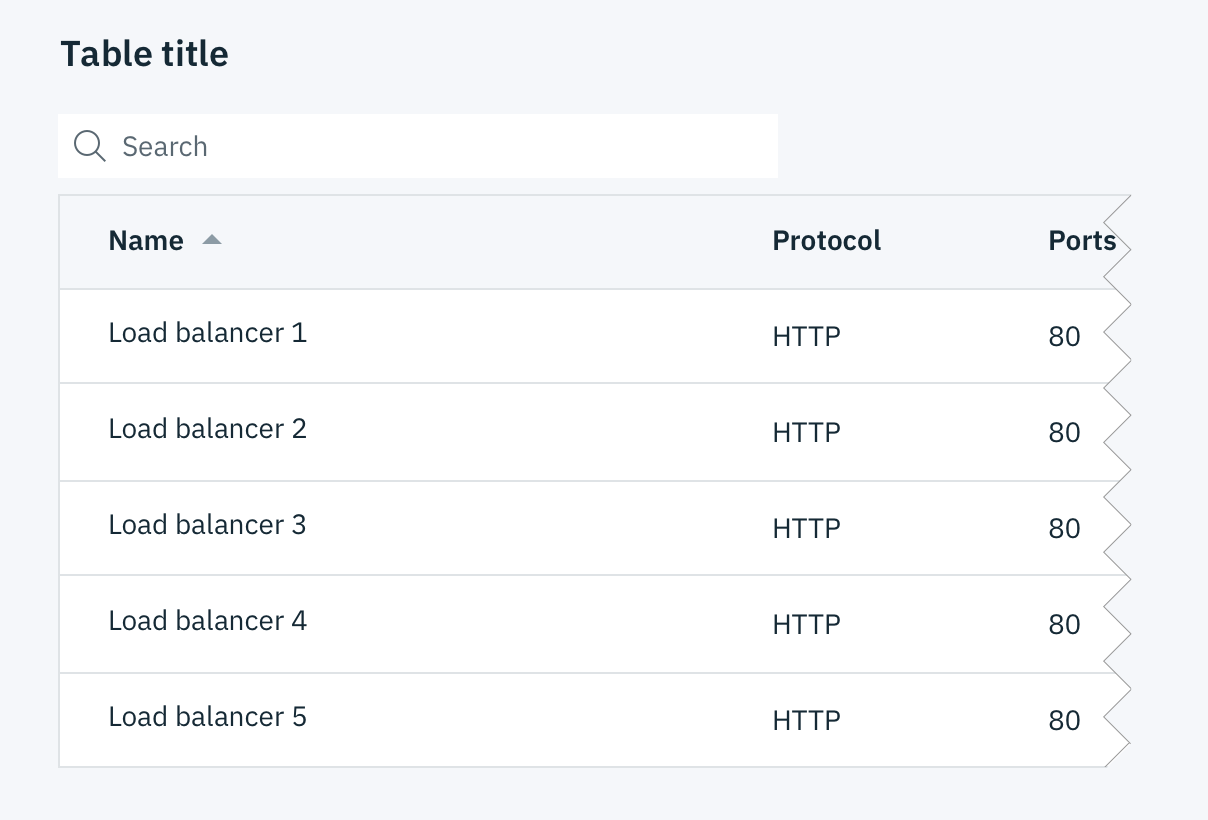 Table title
Search
Name Protocol Ports
Load balancer 1 HTTP 80
Load balancer 2 HTTP 80
Load balancer 3 HTTP 80
Load balancer 4 HTTP 80
Load balancer 5 HTTP 80